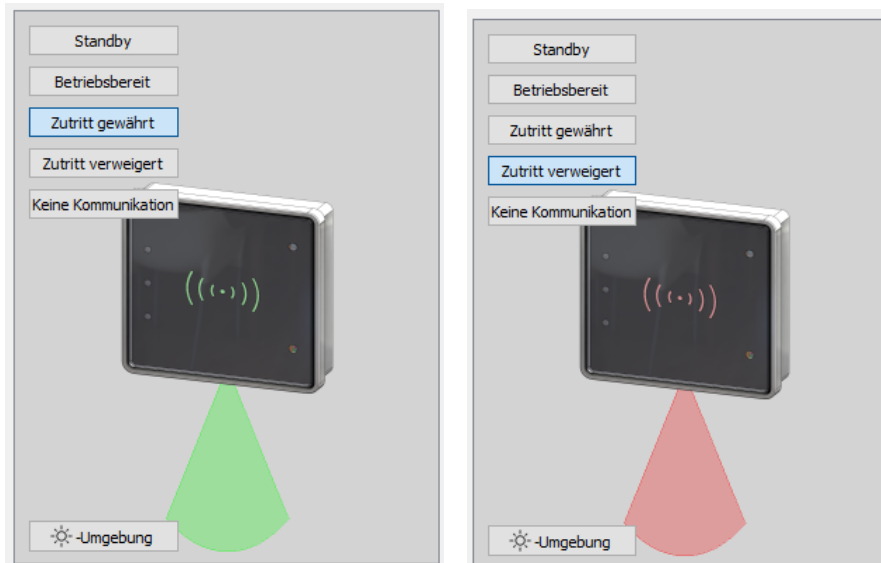 Standby
Betriebsbereit
Zutritt gewährt
Zutritt verweigert
Keine Kommunikation
-Umgebung
Standby
Betriebsbereit
Zutritt gewährt
Zutritt verweigert
Keine Kommunikation
-Umgebung